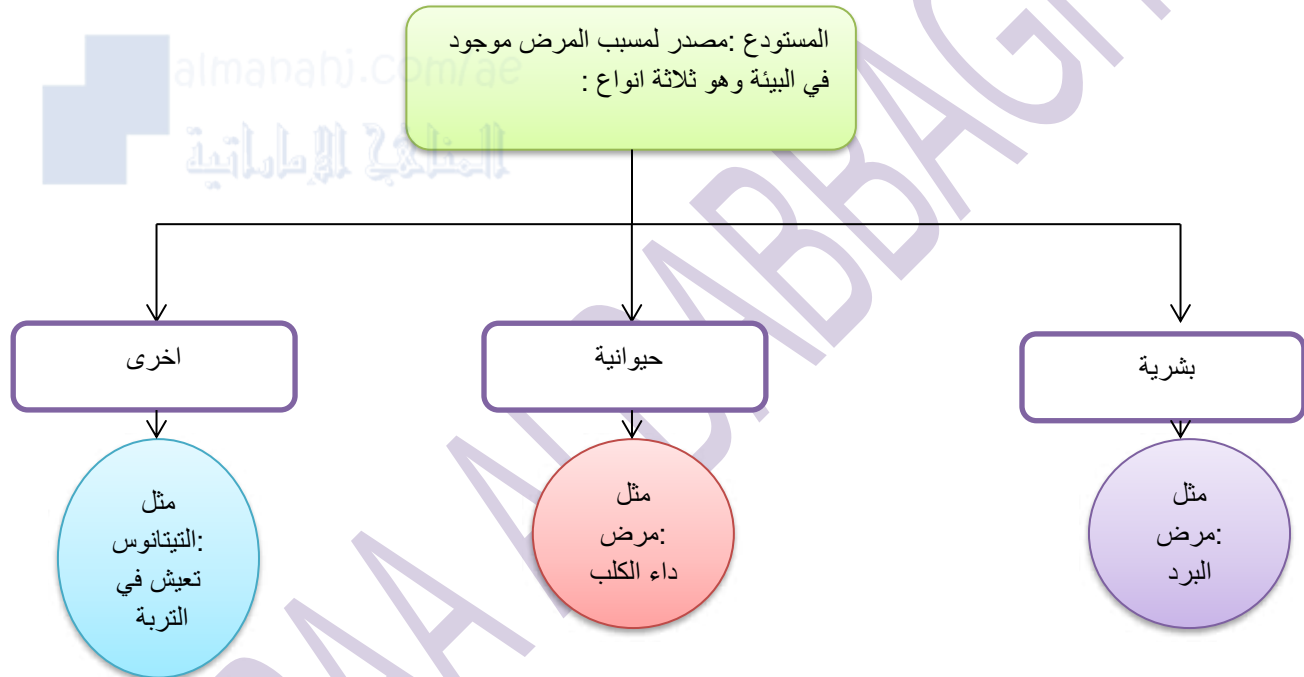 المستودع :مصدر لمسبب المرض موجود
في البيئة وهو ثلاثة انواع :
almanahj.com/ae
المناهج الإماراتية
بشرية
حيوانية
اخرى
مثل
:مرض
البرد
مثل
:مرض
داء الكلب
مثل
:التيتانوس
تعيش في
التربة